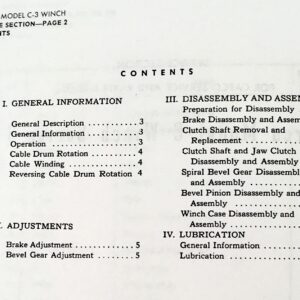 MODEL C-3 WINCH
SECTION—PAGE 2
CONTENTS
I. GENERAL INFORMATION
General Description . 3
General Information . 3
Operation . 3
Cable Drum Rotation . 4
Cable Winding . 4
Reversing Cable Drum Rotation 4
ADJUSTMENTS
Brake Adjustment . 5
Bevel Gear Adjustment . 5
III. DISASSEMBLY AND
Preparation for Disassembly
Brake Disassembly and
Clutch Shaft Removal and
Replacement .
Clutch Shaft and Jaw Clutch
Disassembly and Assembly
Spiral Bevel Gear Disassembly
and Assembly .
Bevel Pinion Disassembly and
Assembly .
Winch Case Disassembly and
Assembly .
IV. LUBRICATION
General Information .
Lubrication .